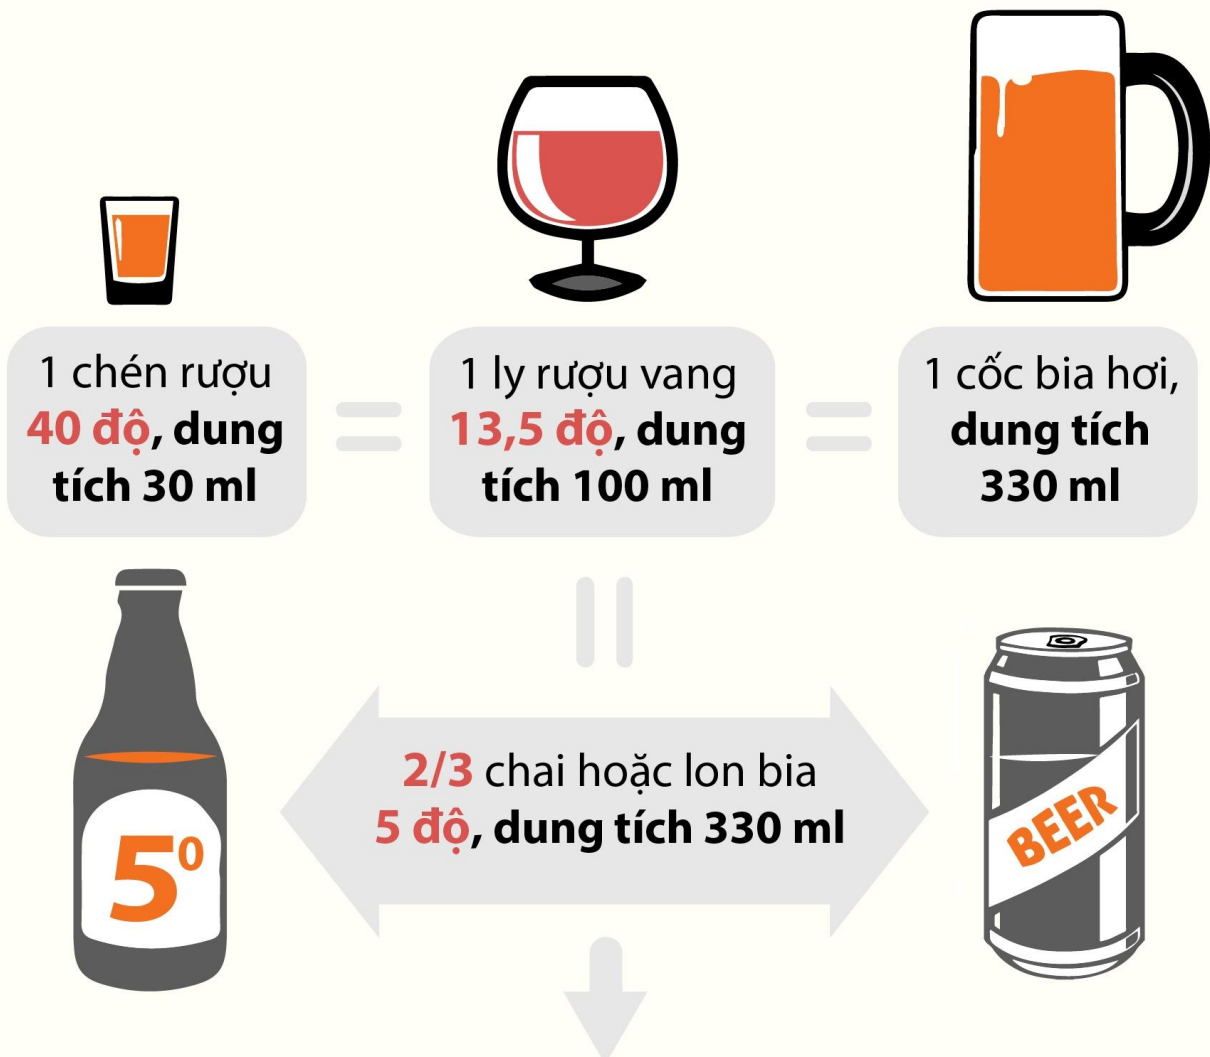 1 chén rượu
40 độ, dung
tích 30 ml
1 ly rượu vang
13,5 độ, dung
tích 100 ml
1 cốc bia hơi,
dung tích
330 ml
2/3 chai hoặc lon bia
5 độ, dung tích 330 ml
5⁰
BEER